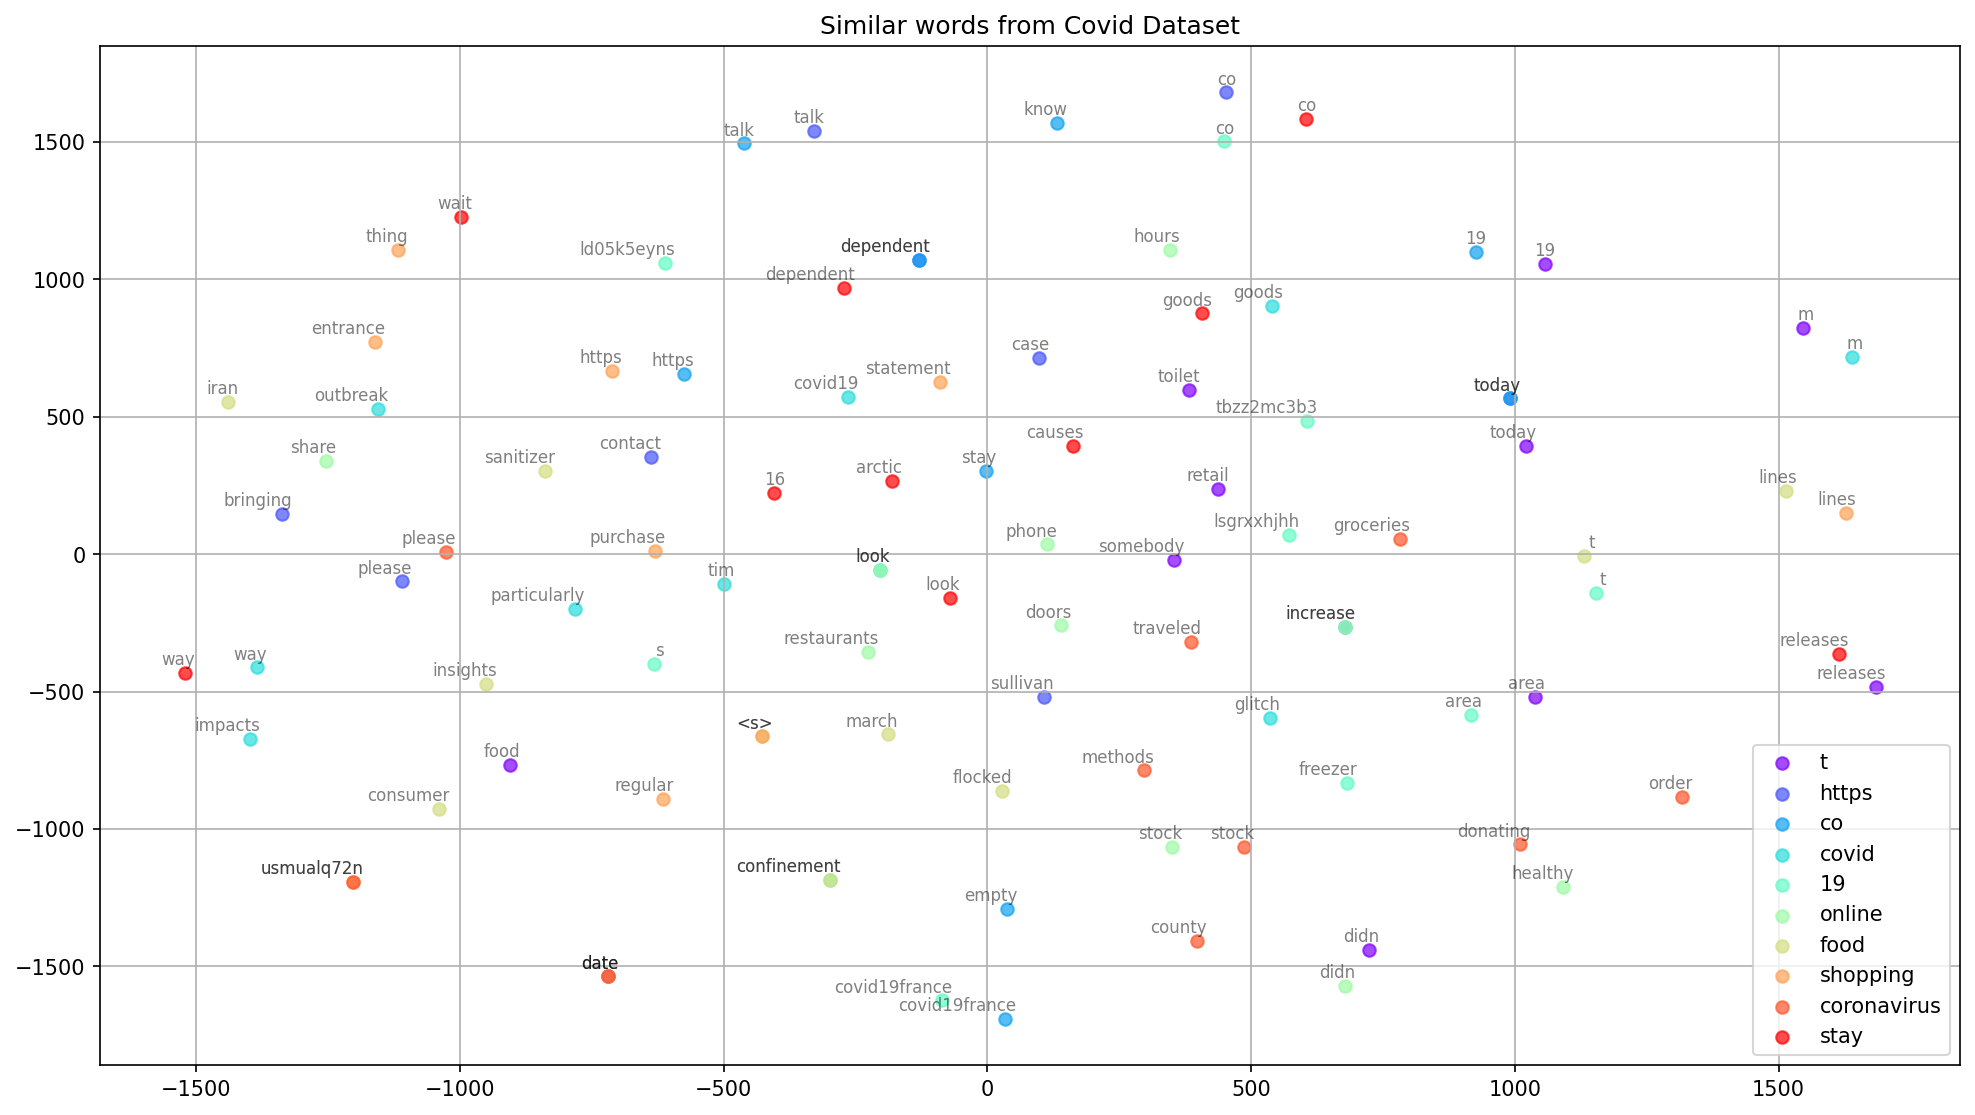 Similar words from Covid Dataset
co
co
know
talk
co
talk
wait
thing
19
hours
dependent
19
ld05k5eyns
dependent
goods
goods
m
m
case
entrance
https
https
statement
toilet
covid19
today
iran
outbreak
tbzz2mc3b3
causes
today
share
contact
sanitizer
stay
arctic
16
retail
lines
lines
bringing
lsgrxxhjhh
groceries
phone
please
purchase
somebody
t
look
please
tim
look
t
particularly
doors
increase
traveled
restaurants
s
releases
way
way
insights
releases
sullivan
area
area
glitch
impacts
<s>
march
food
methods
freezer
flocked
regular
order
consumer
stock
stock
donating
usmualq72n
confinement
healthy
empty
county
didn
date
didn
covid19france
covid19france
1500
1000
500
0
−500
−1000
−1500
−1500
−1000
−500
0
500
1000
1500
t
https
co
covid
19
online
food
shopping
coronavirus
stay